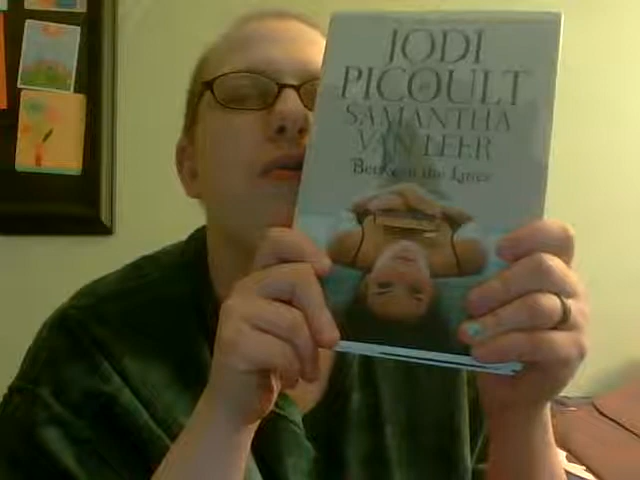 JODI
PICOULT
SAMANTHA
VAN LEER
Between the Lines